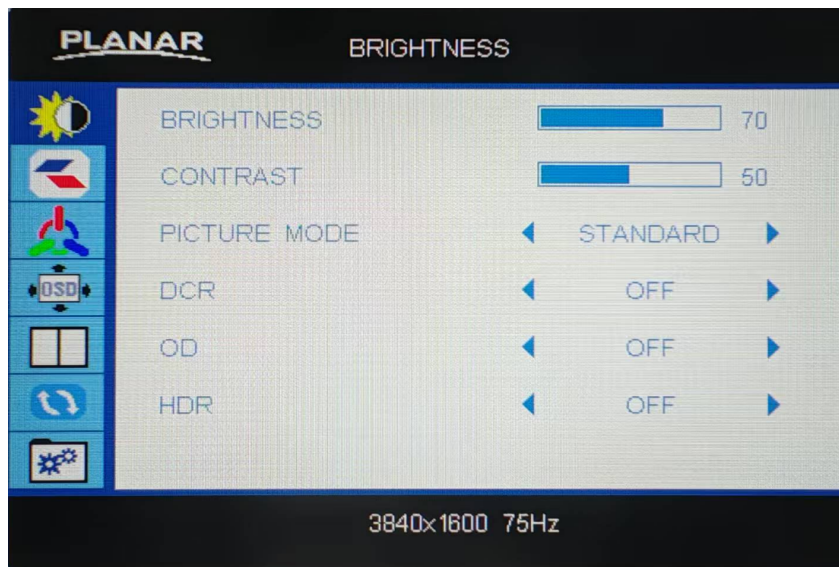 PLANAR BRIGHTNESS
BRIGHTNESS 70
CONTRAST 50
PICTURE MODE STANDARD
DCR OFF
OSD
OD OFF
HDR OFF
3840x1600 75Hz